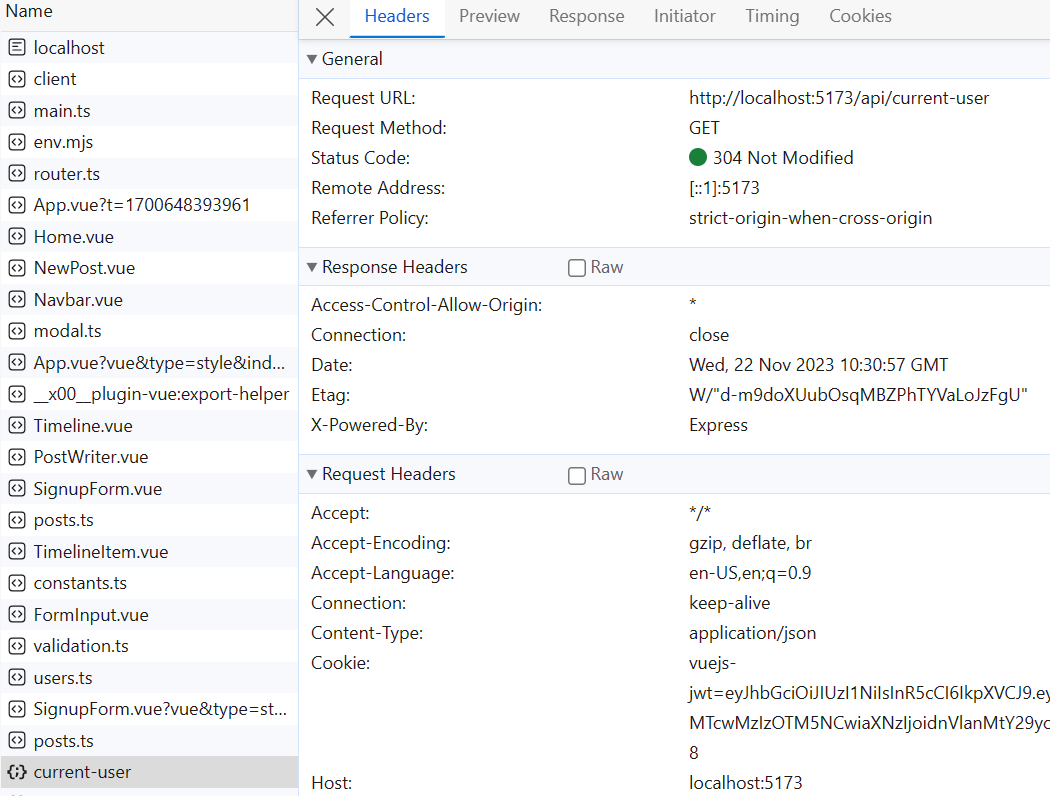 Name
localhost
client
main.ts
env.mjs
router.ts
App.vue?t=1700648393961
Home.vue
NewPost.vue
Navbar.vue
modal.ts
App.vue?vue&type=style&ind...
__x00__plugin-vue:export-helper
Timeline.vue
PostWriter.vue
SignupForm.vue
posts.ts
TimelineItem.vue
constants.ts
FormInput.vue
validation.ts
users.ts
SignupForm.vue?vue&type=st...
posts.ts
current-user
Headers Preview Response Initiator Timing Cookies
General
Request URL: http://localhost:5173/api/current-user
Request Method: GET
Status Code: 304 Not Modified
Remote Address: [::1]:5173
Referrer Policy: strict-origin-when-cross-origin
Response Headers Raw
Access-Control-Allow-Origin: *
Connection: close
Date: Wed, 22 Nov 2023 10:30:57 GMT
Etag: W/"d-m9doXUubOsqMBZPhTYVaLoJzFgU"
X-Powered-By: Express
Request Headers Raw
Accept: */*
Accept-Encoding: gzip, deflate, br
Accept-Language: en-US,en;q=0.9
Connection: keep-alive
Content-Type: application/json
Cookie: vuejs-
jwt=eyJhbGciOiJIUzI1NiIsInR5cCI6IkpXVCJ9.ey
MTcwMzIzOTM5NCwiaXNzIjoidnVlanMtY29yc
8
Host: localhost:5173